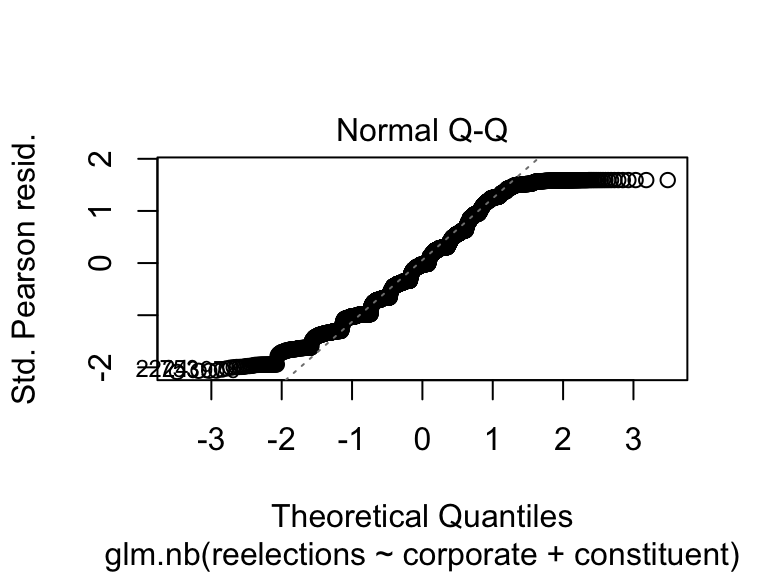 Normal Q-Q
Std. Pearson resid.
2
1
0
-2
-3 -2 -1 0 1 2 3
Theoretical Quantiles
glm.nb(reelections ~ corporate + constituent)